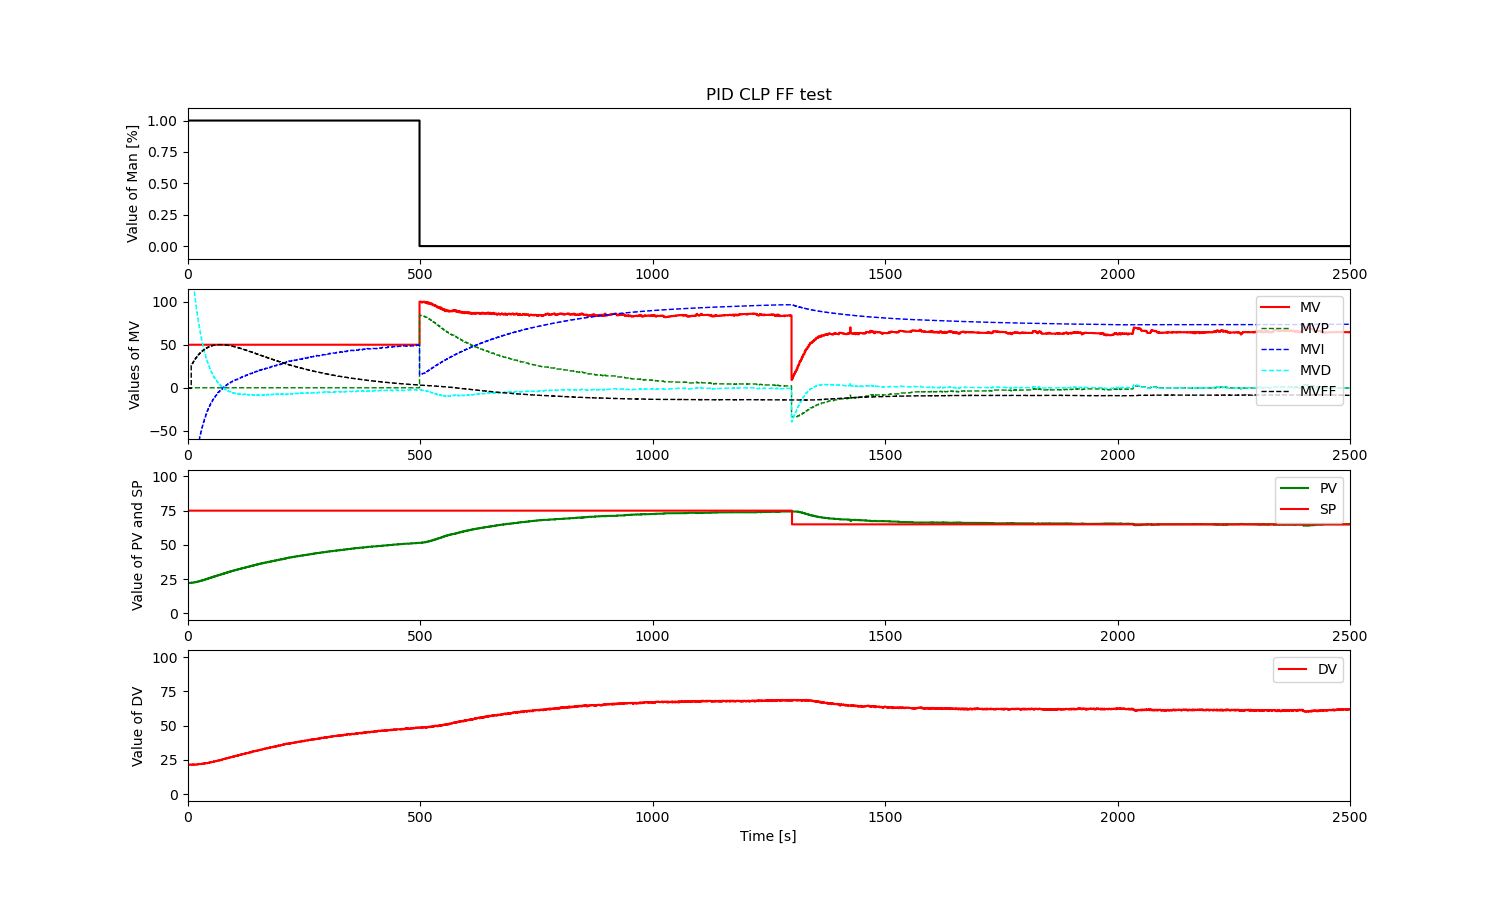 PID CLP FF test
Value of Man [%]
1.00
0.75
0.50
0.25
0.00
0 500 1000 1500 2000 2500
Values of MV
100
50
0
−50
MV
MVP
MVI
MVD
MVFF
0 500 1000 1500 2000 2500
Value of PV and SP
100
75
50
25
0
PV
SP
0 500 1000 1500 2000 2500
Value of DV
100
75
50
25
0
DV
0 500 1000 1500 2000 2500
Time [s]